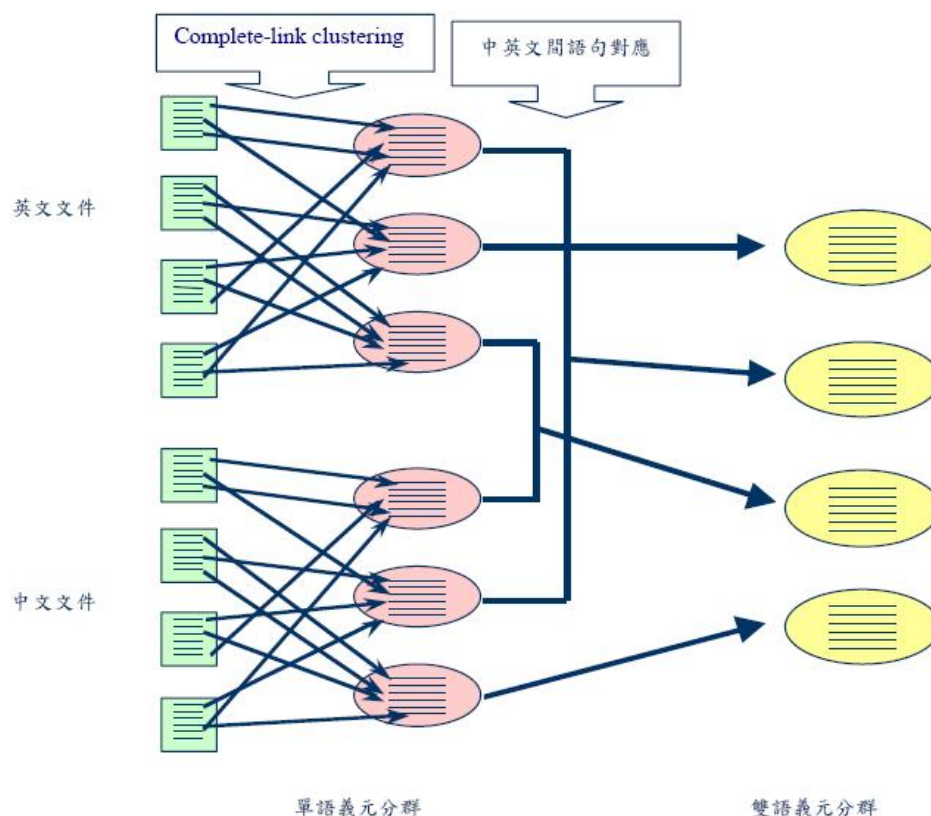 Complete-link clustering
中英文間語句對應
英文文件
中文文件
單語義元分群
雙語義元分群